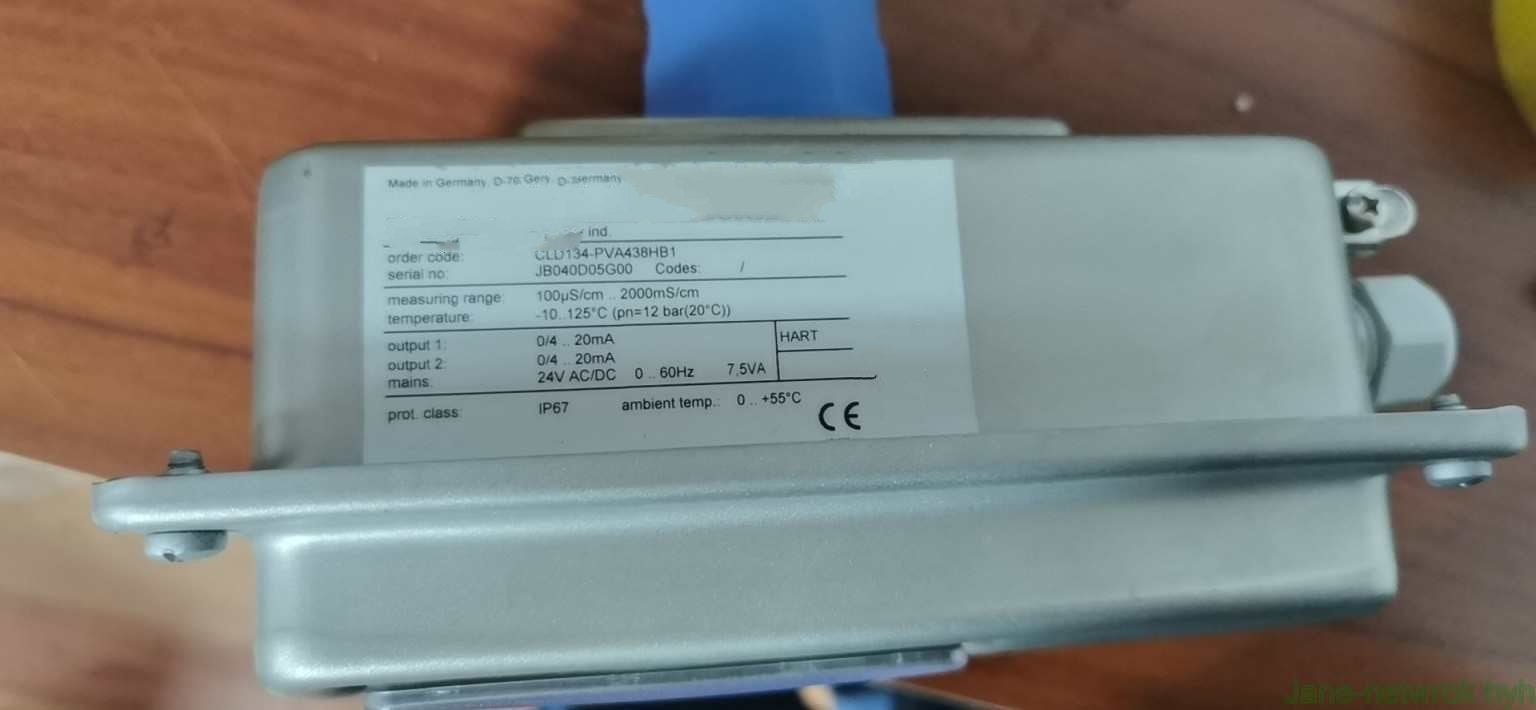 Made in Germany, D-
ind.
order code: CLD134-PVA438HB1
serial no: JB040D05G00 Codes: /
measuring range: 100µS/cm .. 2000mS/cm
temperature: -10..125°C (pn=12 bar(20°C))
output 1: 0/4 .. 20mA HART
output 2: 0/4 .. 20mA
mains: 24V AC/DC 0 .. 60Hz 7,5VA
prot. class: IP67 ambient temp.: 0 .. +55°C
CE